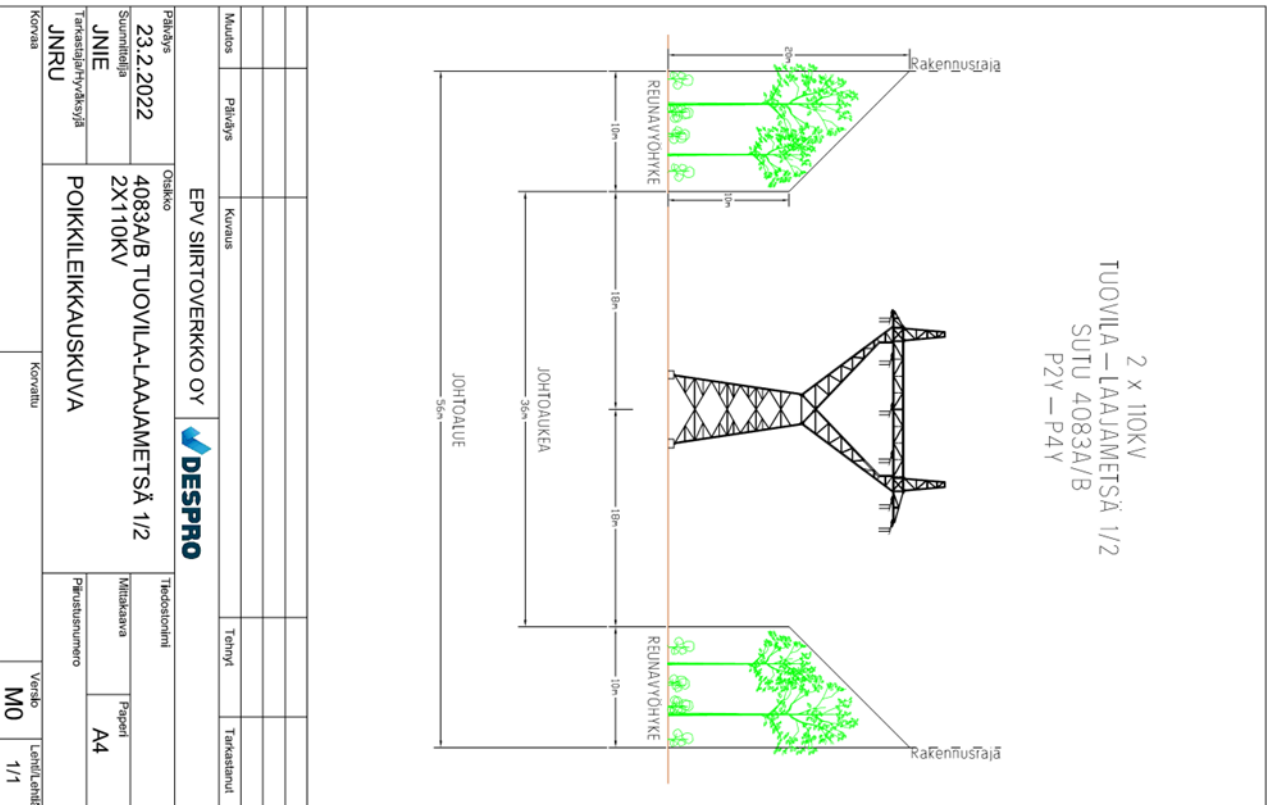 2 x 110KV
TUOVILA – LAAJAMETSÄ 1/2
SUTU 4083A/B
P2Y – P4Y
Rakennusraja
Rakennusraja
20m
10m
REUNAVYÖHYKE
REUNAVYÖHYKE
10m
18m
18m
10m
JOHTOAUKEA
36m
JOHTOALUE
56m
Muutos
Päiväys
Kuvaus
Tehnyt
Tarkastanut
EPV SIIRTOVERKKO OY
DESPRO
Päiväys
23.2.2022
Suunnittelija
JNIE
Tarkastaja/Hyväksyjä
JNRU
Otsikko
4083A/B TUOVILA-LAAJAMETSÄ 1/2
2X110KV
POIKKILEIKKAUSKUVA
Tiedostonimi
Mittakaava
Paperi
A4
Piirustusnumero
Korvaa
Korvattu
Versio
M0
1/1